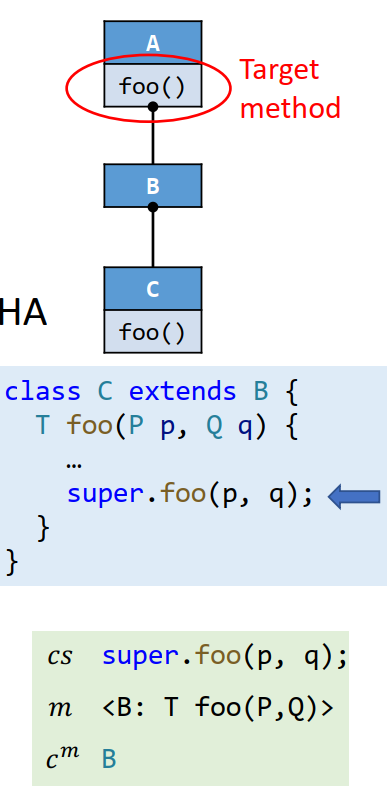 A
foo()
Target
method
B
C
HA
foo()
class C extends B {
T foo(P p, Q q) {
…
super.foo(p, q);
}
}
cs super.foo(p, q);
m <B: T foo(P,Q)>
c^m B